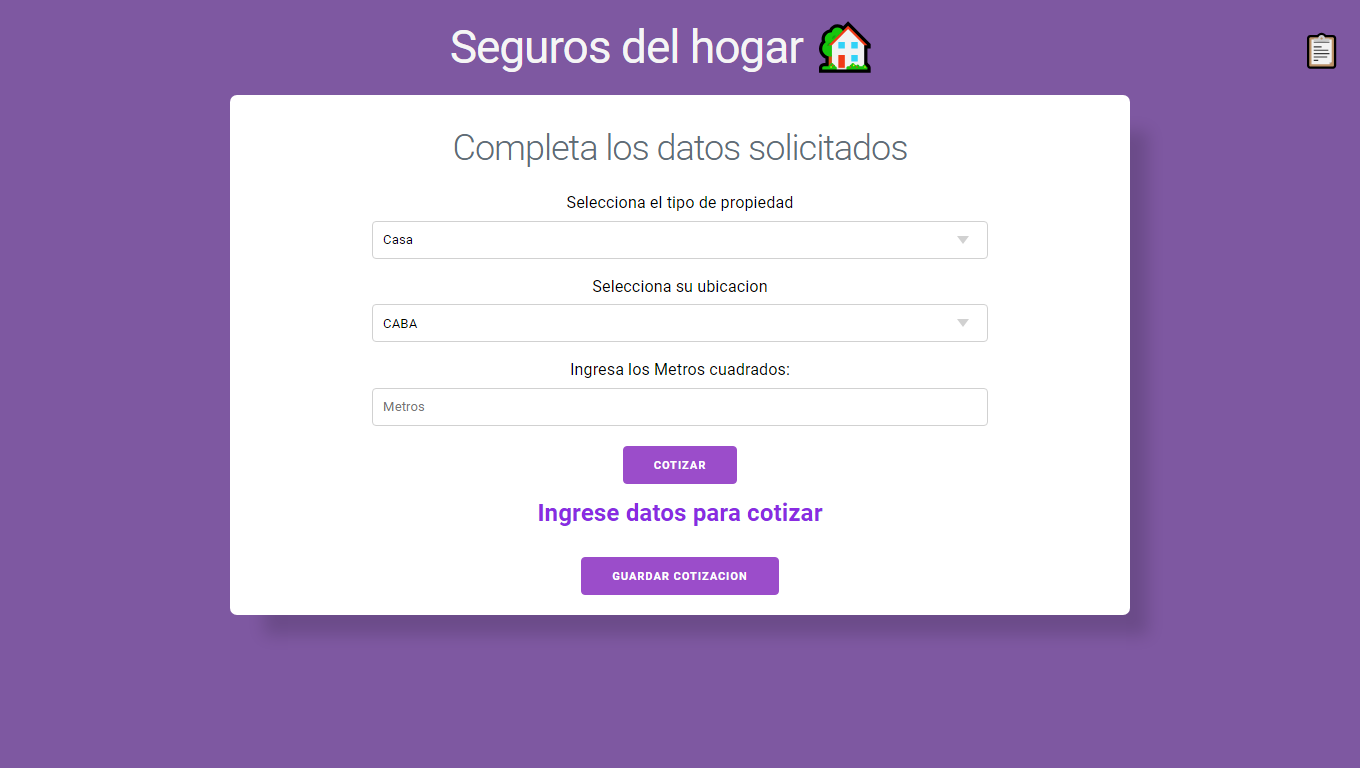 Seguros del hogar
Completa los datos solicitados
Selecciona el tipo de propiedad
Casa
Selecciona su ubicacion
CABA
Ingresa los Metros cuadrados:
Metros
COTIZAR
Ingrese datos para cotizar
GUARDAR COTIZACION